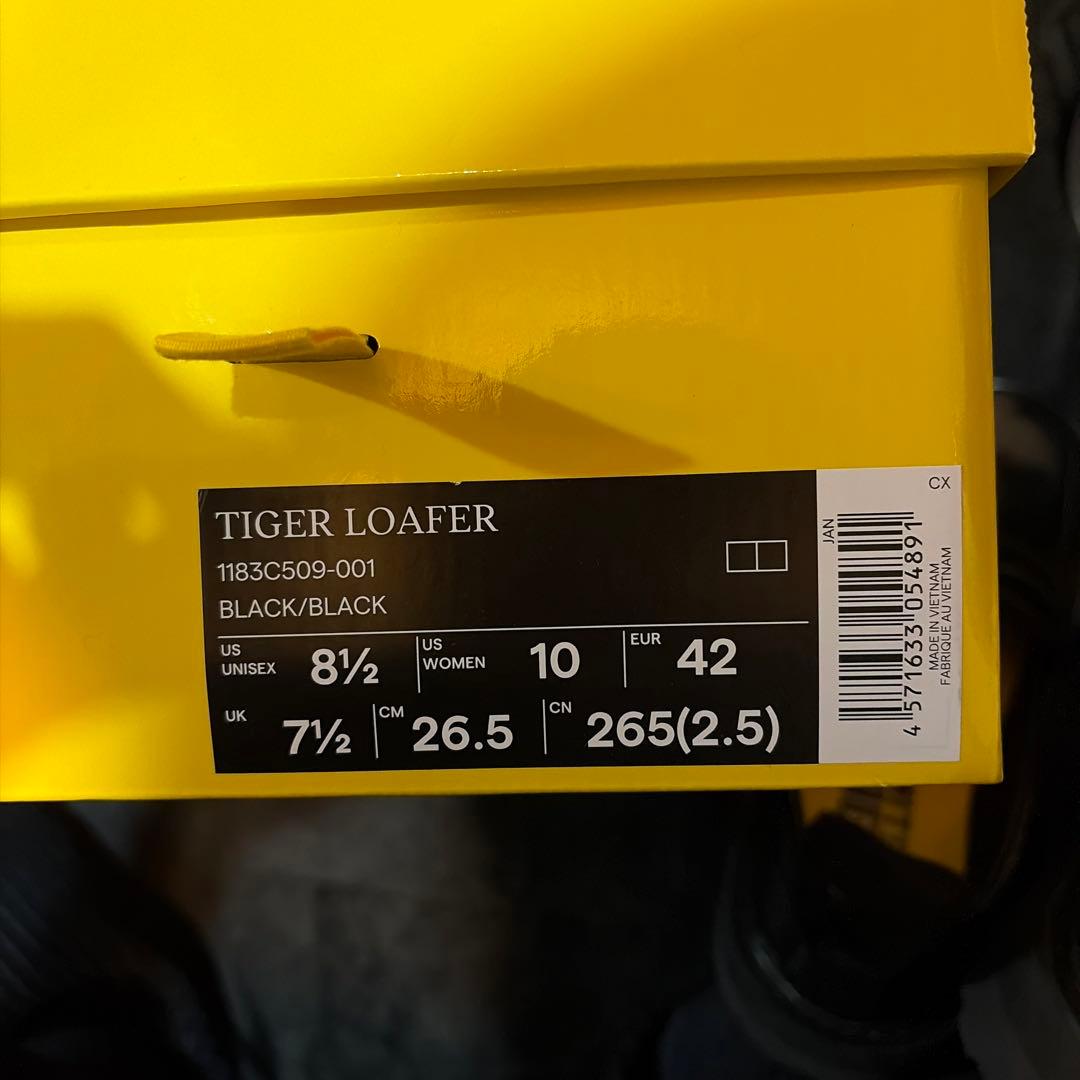 TIGER LOAFER
1183C509-001
BLACK/BLACK
US UNISEX 8½
US WOMEN 10
EUR 42
UK 7½
CM 26.5
CN 265(2.5)
CX
JAN
4 571633 054891
MADE IN VIETNAM
FABRIQUE AU VIETNAM